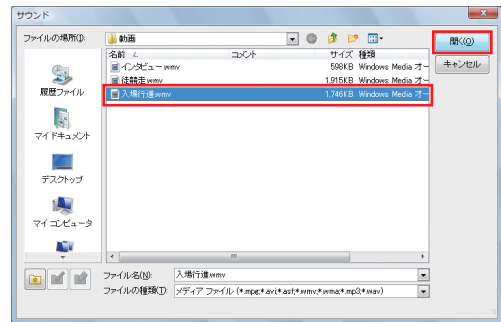 サウンド
ファイルの場所(I):
動画
開く(O)
キャンセル
名前
コメント
サイズ
種類
インタビュー.wmv
598KB
Windows Media オー
徒競走.wmv
1,915KB
Windows Media オー
入場行進.wmv
1,746KB
Windows Media オー
履歴ファイル
マイ ドキュメント
デスクトップ
マイ コンピュータ
ファイル名(N):
入場行進.wmv
ファイルの種類(T):
メディア ファイル (*.mpg;*.avi;*.asf;*.wmv;*.wma;*.mp3;*.wav)